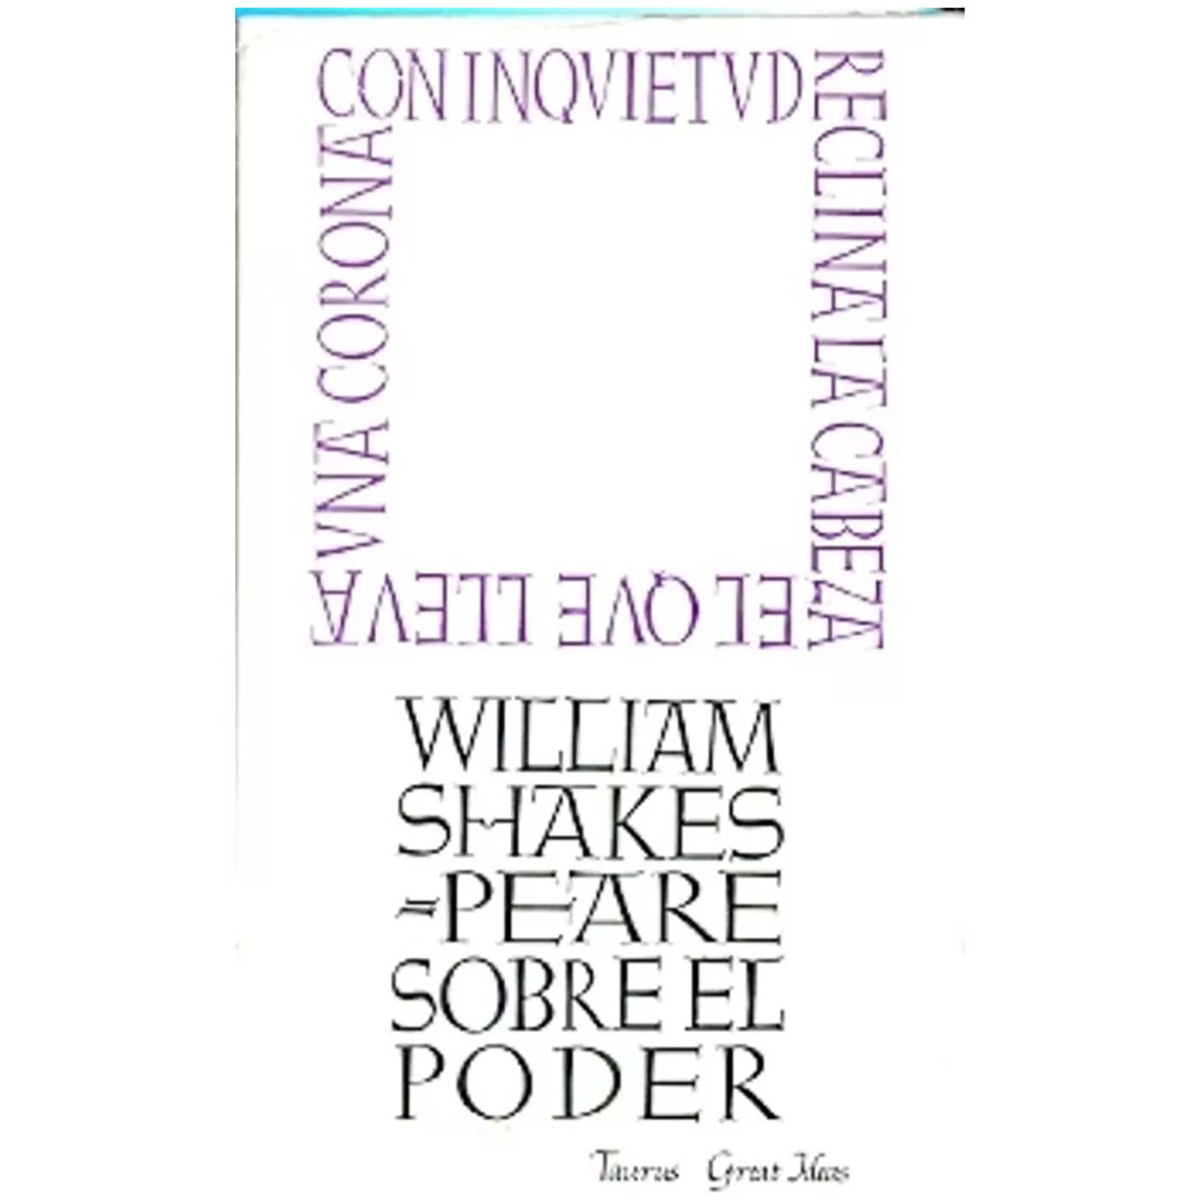 CON INQVIETVD
RECLINA LA CABEZA
EL QVE LLEVA
VNA CORONA
WILLIAM
SHAKES
=PEARE
SOBRE EL
PODER
Taurus Great Ideas